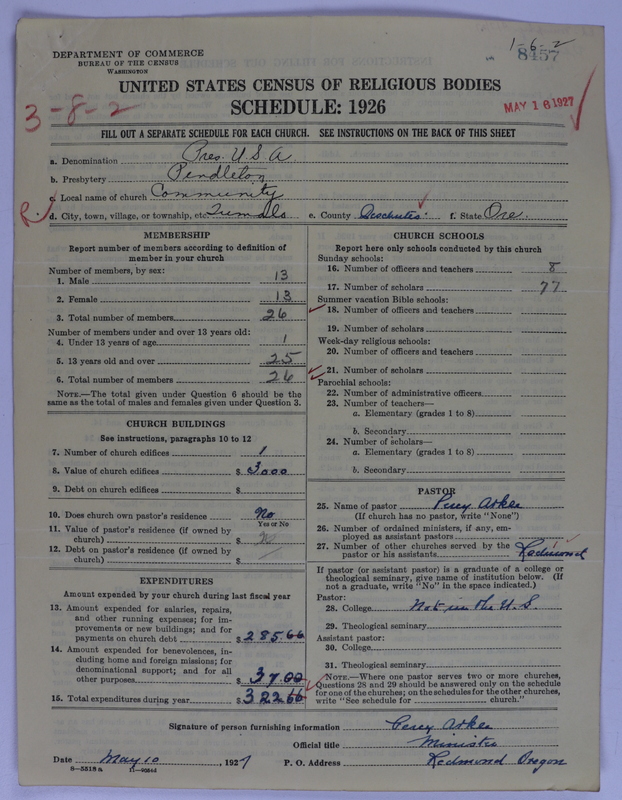 1-6-2
8457
DEPARTMENT OF COMMERCE
BUREAU OF THE CENSUS
WASHINGTON
UNITED STATES CENSUS OF RELIGIOUS BODIES
SCHEDULE: 1926
3-8-2
MAY 16 1927
FILL OUT A SEPARATE SCHEDULE FOR EACH CHURCH. SEE INSTRUCTIONS ON THE BACK OF THIS SHEET
a. Denomination Pres. U.S.A.
b. Presbytery Pendleton
c. Local name of church Community
R. d. City, town, village, or township, etc. Tumalo e. County Deschutes f. State Ore.
MEMBERSHIP
Report number of members according to definition of
member in your church
Number of members, by sex:
1. Male 13
2. Female 13
3. Total number of members 26
Number of members under and over 13 years old:
4. Under 13 years of age 1
5. 13 years old and over 25
6. Total number of members 26
NOTE.—The total given under Question 6 should be
same as the total of males and females given under Question 3.
CHURCH BUILDINGS
See instructions, paragraphs 10 to 12
7. Number of church edifices 1
8. Value of church edifices $ 3000
9. Debt on church edifices $
10. Does church own pastor's residence No
Yes or No
11. Value of pastor's residence (if owned by
church) $
12. Debt on pastor's residence (if owned by
church) $
EXPENDITURES
Amount expended by your church during last fiscal year
13. Amount expended for salaries, repairs,
and other running expenses; for im-
provements or new buildings; and for
payments on church debt $ 285.66
14. Amount expended for benevolences, in-
cluding home and foreign missions; for
denominational support; and for all
other purposes $ 37.00
15. Total expenditures during year $ 322.66
CHURCH SCHOOLS
Report here only schools conducted by this church
Sunday schools:
16. Number of officers and teachers 8
17. Number of scholars 77
Summer vacation Bible schools:
18. Number of officers and teachers
19. Number of scholars
Week-day religious schools:
20. Number of officers and teachers
21. Number of scholars
Parochial schools:
22. Number of administrative officers
23. Number of teachers—
a. Elementary (grades 1 to 8)
b. Secondary
24. Number of scholars—
a. Elementary (grades 1 to 8)
b. Secondary
PASTOR
25. Name of pastor Percy Arkle
(If church has no pastor, write "None")
26. Number of ordained ministers, if any, em-
ployed as assistant pastors
27. Number of other churches served by the
pastor or his assistants Redmond
If pastor (or assistant pastor) is a graduate of a college or
theological seminary, give name of institution below. (If
not a graduate, write "No" in the space indicated.)
Pastor:
28. College Not in the U.S.
29. Theological seminary
Assistant pastor:
30. College
31. Theological seminary
NOTE.—Where one pastor serves two or more churches,
Questions 28 and 29 should be answered only on the schedule
for one of the churches; on the schedules for the other churches,
write "See schedule for church."
Signature of person furnishing information Percy Arkle
Official title Minister
Date May 10, 1927 P. O. Address Redmond Oregon
8-5518a 11-4064d